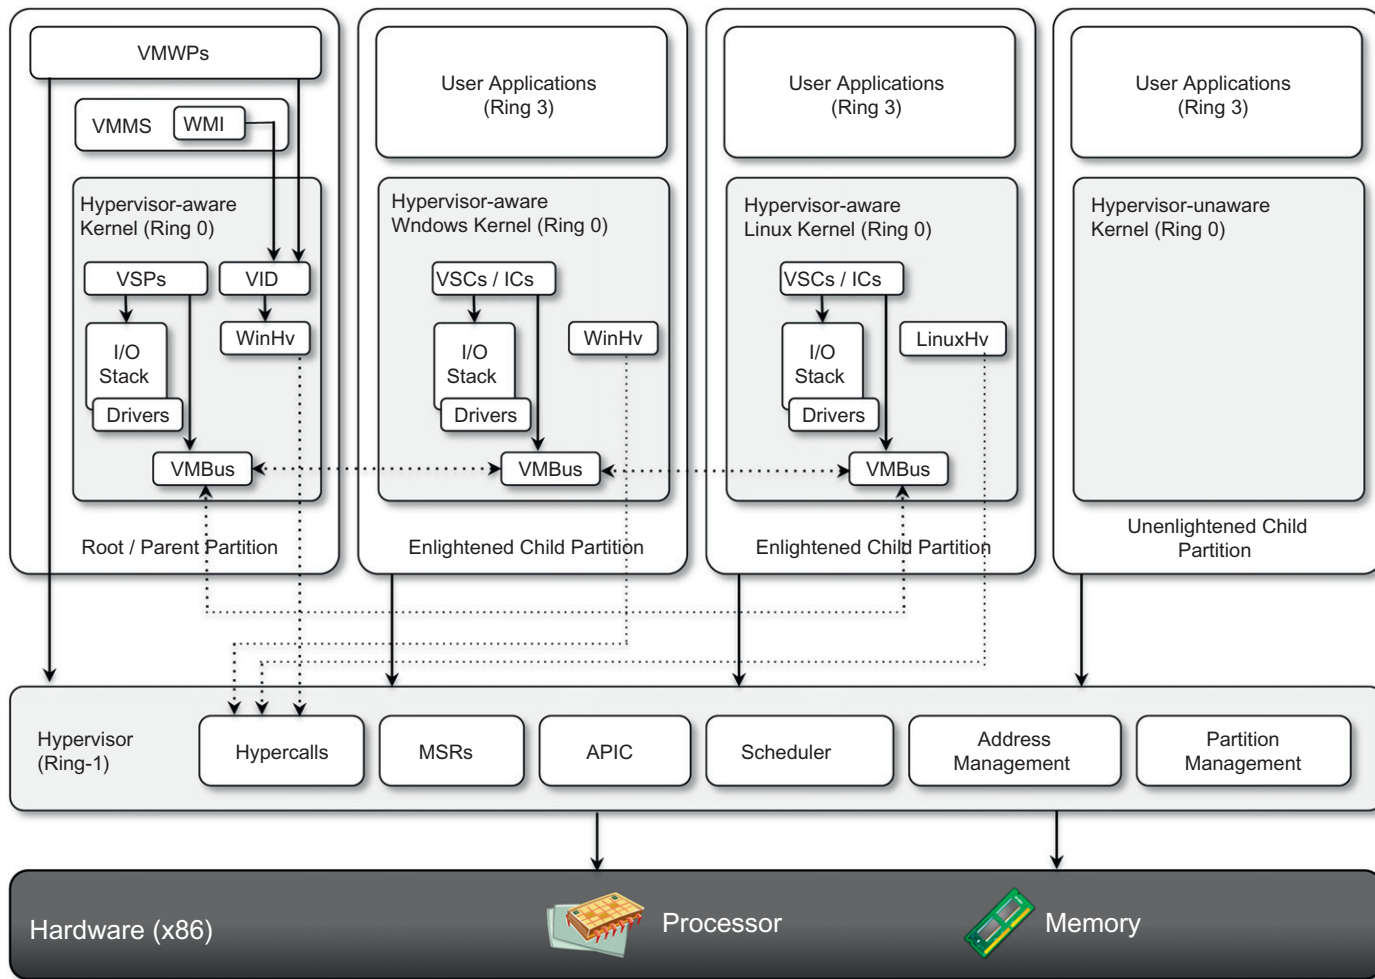 VMWPs
VMMS
WMI
Hypervisor-aware
Kernel (Ring 0)
VSPs
VID
I/O
Stack
WinHv
Drivers
VMBus
Root / Parent Partition
User Applications
(Ring 3)
Hypervisor-aware
Wndows Kernel (Ring 0)
VSCs / ICs
I/O
Stack
WinHv
Drivers
VMBus
Enlightened Child Partition
User Applications
(Ring 3)
Hypervisor-aware
Linux Kernel (Ring 0)
VSCs / ICs
I/O
Stack
LinuxHv
Drivers
VMBus
Enlightened Child Partition
User Applications
(Ring 3)
Hypervisor-unaware
Kernel (Ring 0)
Unenlightened Child
Partition
Hypervisor
(Ring-1)
Hypercalls
MSRs
APIC
Scheduler
Address
Management
Partition
Management
Hardware (x86)
Processor
Memory